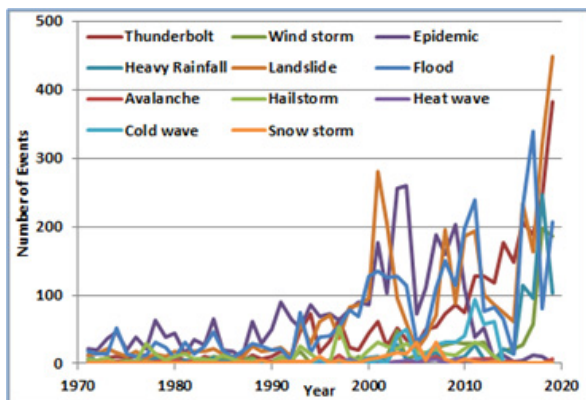 500
400
300
200
100
0
Number of Events
Thunderbolt Wind storm Epidemic
Heavy Rainfall Landslide Flood
Avalanche Hailstorm Heat wave
Cold wave Snow storm
1970 1980 1990 2000 2010 2020
Year